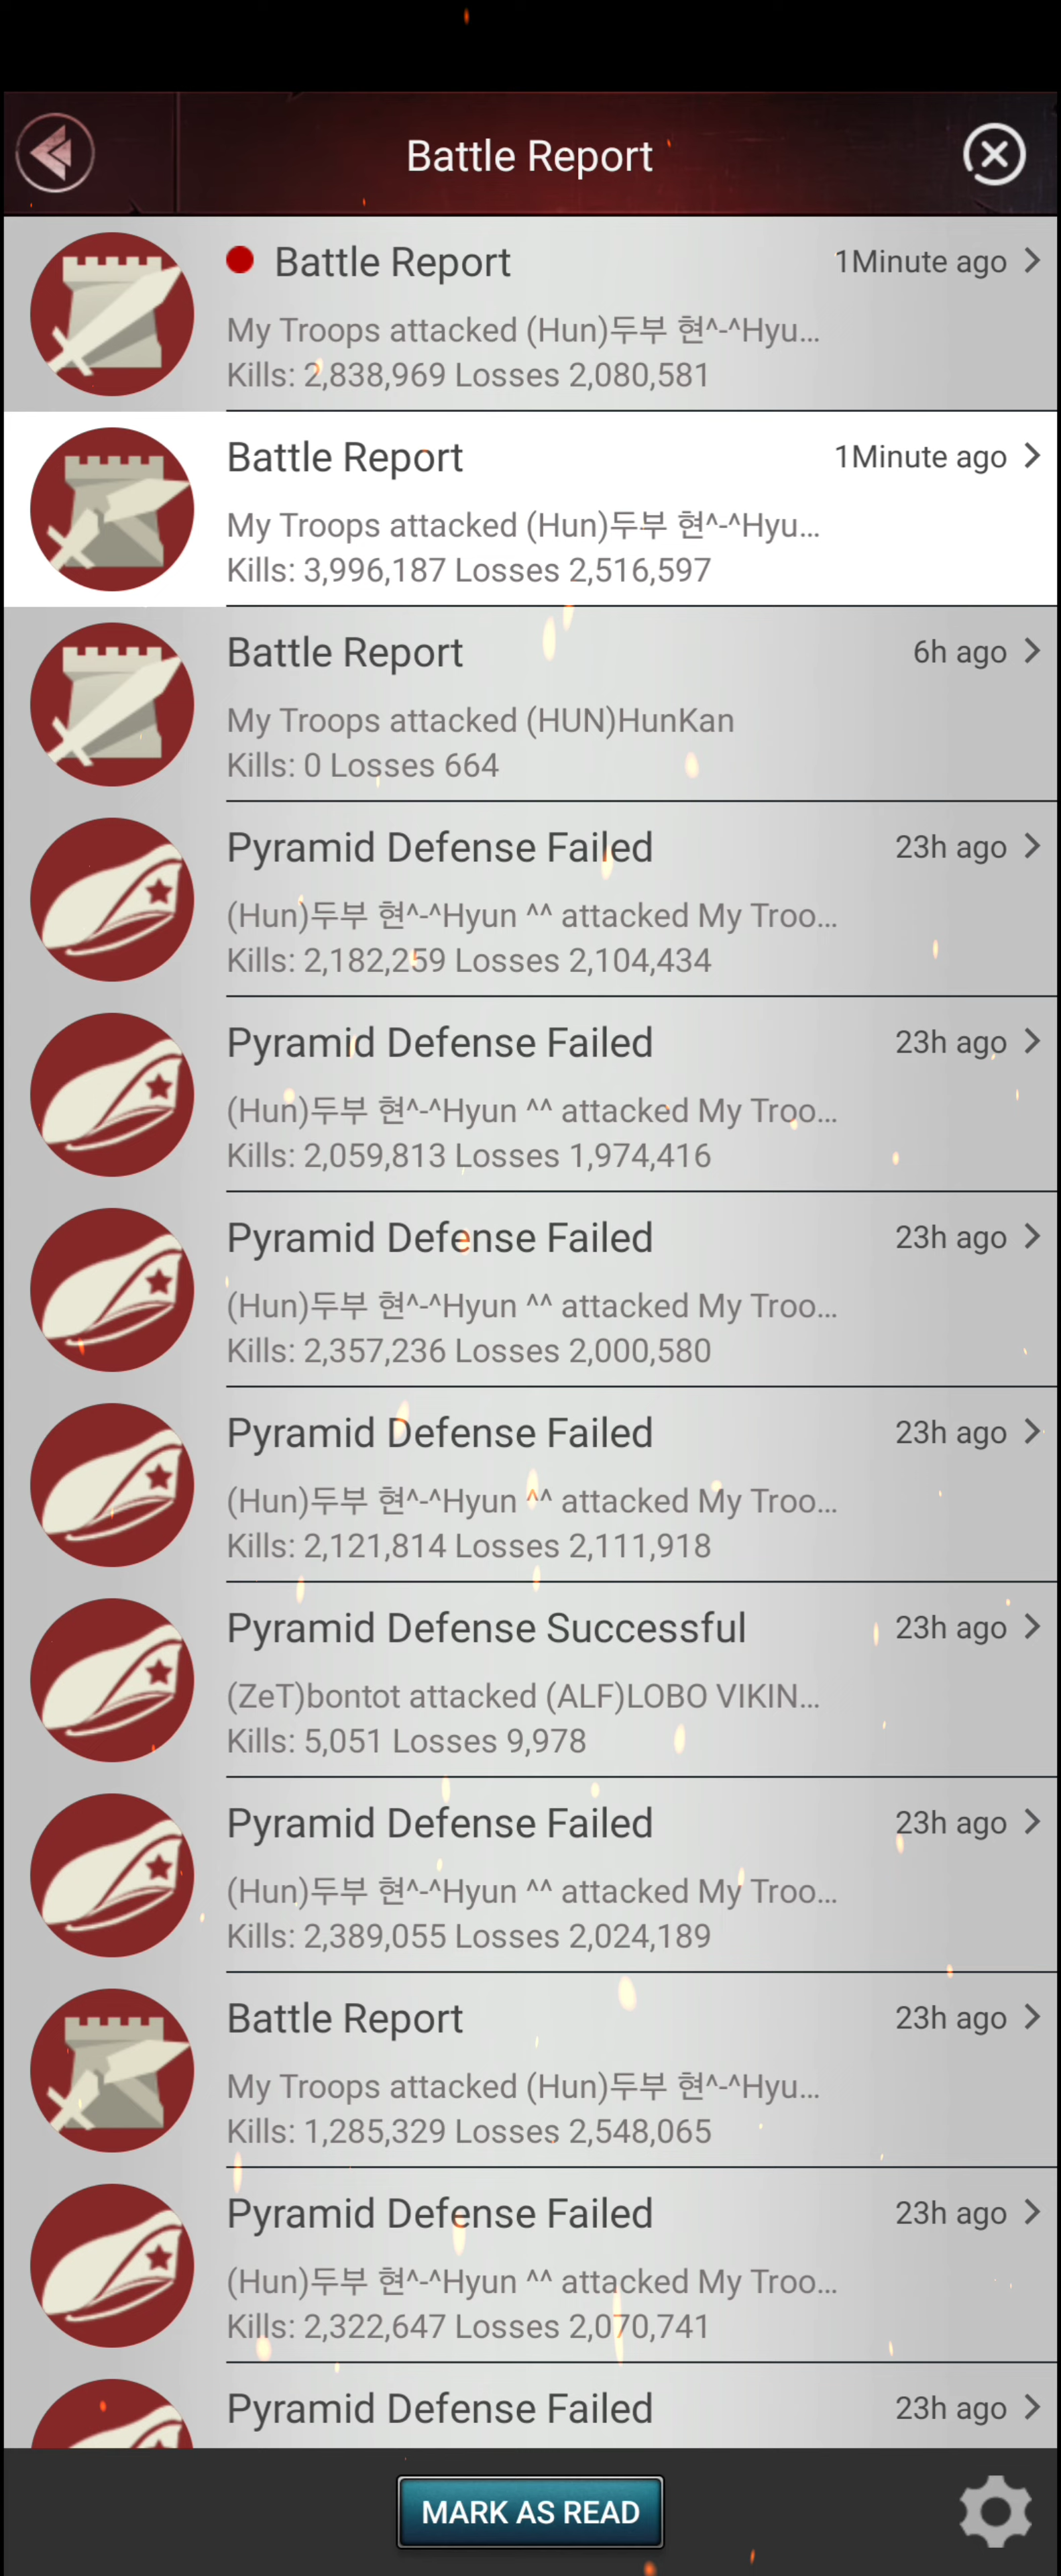 Battle Report
Battle Report 1Minute ago
My Troops attacked (Hun)두부 현^-^Hyu...
Kills: 2,838,969 Losses 2,080,581
Battle Report 1Minute ago
My Troops attacked (Hun)두부 현^-^Hyu...
Kills: 3,996,187 Losses 2,516,597
Battle Report 6h ago
My Troops attacked (HUN)HunKan
Kills: 0 Losses 664
Pyramid Defense Failed 23h ago
(Hun)두부 현^-^Hyun ^^ attacked My Troo...
Kills: 2,182,259 Losses 2,104,434
Pyramid Defense Failed 23h ago
(Hun)두부 현^-^Hyun ^^ attacked My Troo...
Kills: 2,059,813 Losses 1,974,416
Pyramid Defense Failed 23h ago
(Hun)두부 현^-^Hyun ^^ attacked My Troo...
Kills: 2,357,236 Losses 2,000,580
Pyramid Defense Failed 23h ago
(Hun)두부 현^-^Hyun ^^ attacked My Troo...
Kills: 2,121,814 Losses 2,111,918
Pyramid Defense Successful 23h ago
(ZeT)bontot attacked (ALF)LOBO VIKIN...
Kills: 5,051 Losses 9,978
Pyramid Defense Failed 23h ago
(Hun)두부 현^-^Hyun ^^ attacked My Troo...
Kills: 2,389,055 Losses 2,024,189
Battle Report 23h ago
My Troops attacked (Hun)두부 현^-^Hyu...
Kills: 1,285,329 Losses 2,548,065
Pyramid Defense Failed 23h ago
(Hun)두부 현^-^Hyun ^^ attacked My Troo...
Kills: 2,322,647 Losses 2,070,741
Pyramid Defense Failed 23h ago
MARK AS READ